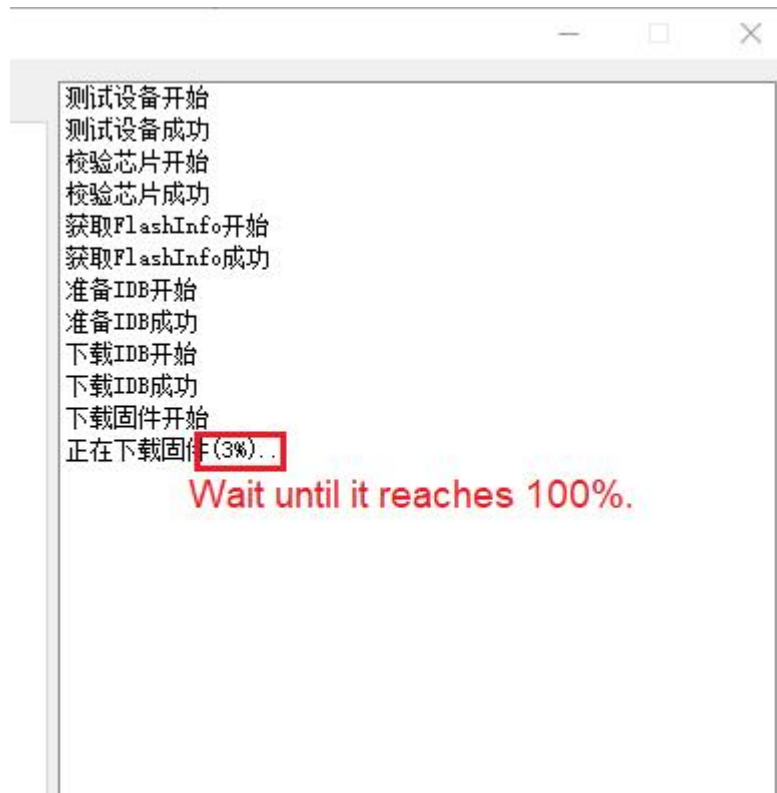 测试设备开始
测试设备成功
校验芯片开始
校验芯片成功
获取FlashInfo开始
获取FlashInfo成功
准备IDB开始
准备IDB成功
下载IDB开始
下载IDB成功
下载固件开始
正在下载固件(3%)..
Wait until it reaches 100%.